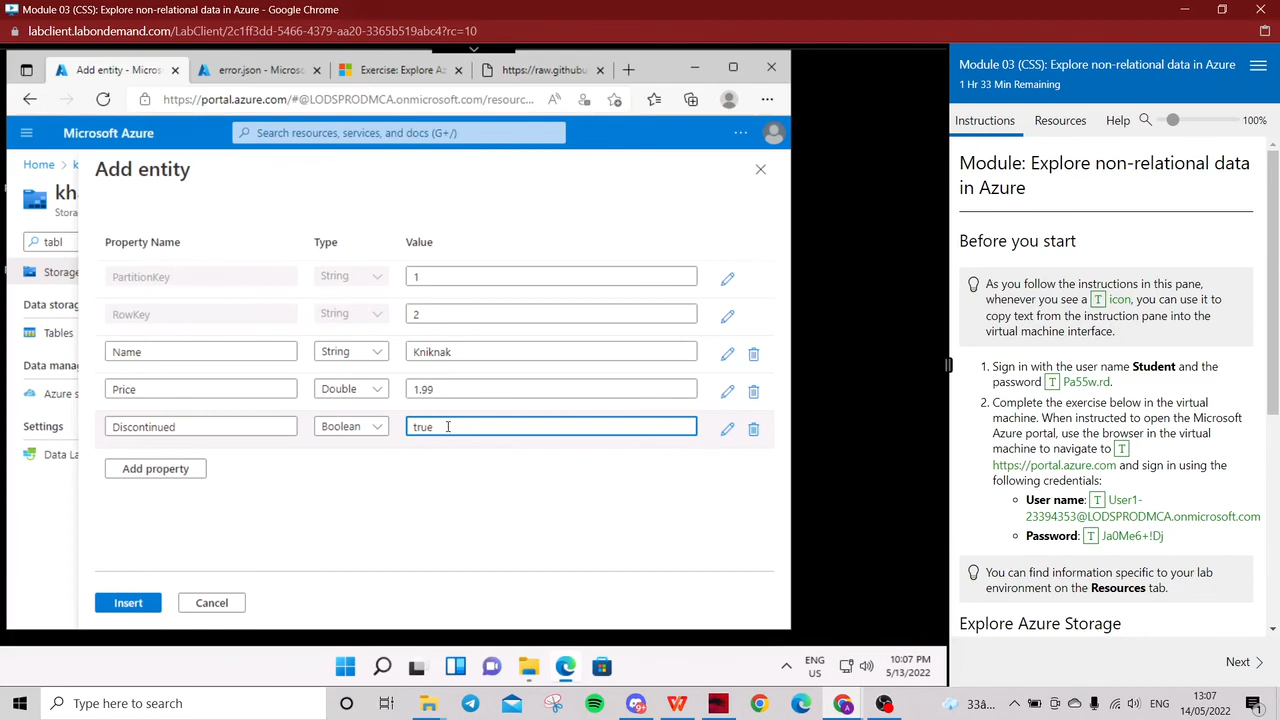 Module 03 (CSS): Explore non-relational data in Azure - Google Chrome
labclient.labondemand.com/LabClient/2c1ff3dd-5466-4379-aa20-3365b519abc4?rc=10
Add entity - Micros
error.json - Microso
Exercise: Explore Az
https://raw.githubu
https://portal.azure.com/#@LODSPRODMCA.onmicrosoft.com/resourc...
Microsoft Azure
Search resources, services, and docs (G+/)
Home
kh
Stora
tabl
Storage
Data storag
Tables
Data manag
Azure s
Settings
Data La
Add entity
Property Name Type Value
PartitionKey String 1
RowKey String 2
Name String Kniknak
Price Double 1.99
Discontinued Boolean true
Add property
Insert Cancel
ENG
US
10:07 PM
5/13/2022
Module 03 (CSS): Explore non-relational data in Azure
1 Hr 33 Min Remaining
Instructions Resources Help 100%
Module: Explore non-relational data
in Azure
Before you start
As you follow the instructions in this pane,
whenever you see a T icon, you can use it to
copy text from the instruction pane into the
virtual machine interface.
1. Sign in with the user name Student and the
password T Pa55w.rd.
2. Complete the exercise below in the virtual
machine. When instructed to open the Microsoft
Azure portal, use the browser in the virtual
machine to navigate to T
https://portal.azure.com and sign in using the
following credentials:
User name: T User1-
23394353@LODSPRODMCA.onmicrosoft.com
Password: T Ja0Me6+!Dj
You can find information specific to your lab
environment on the Resources tab.
Explore Azure Storage
Next
Type here to search
9+
33â...
ENG
13:07
14/05/2022
1